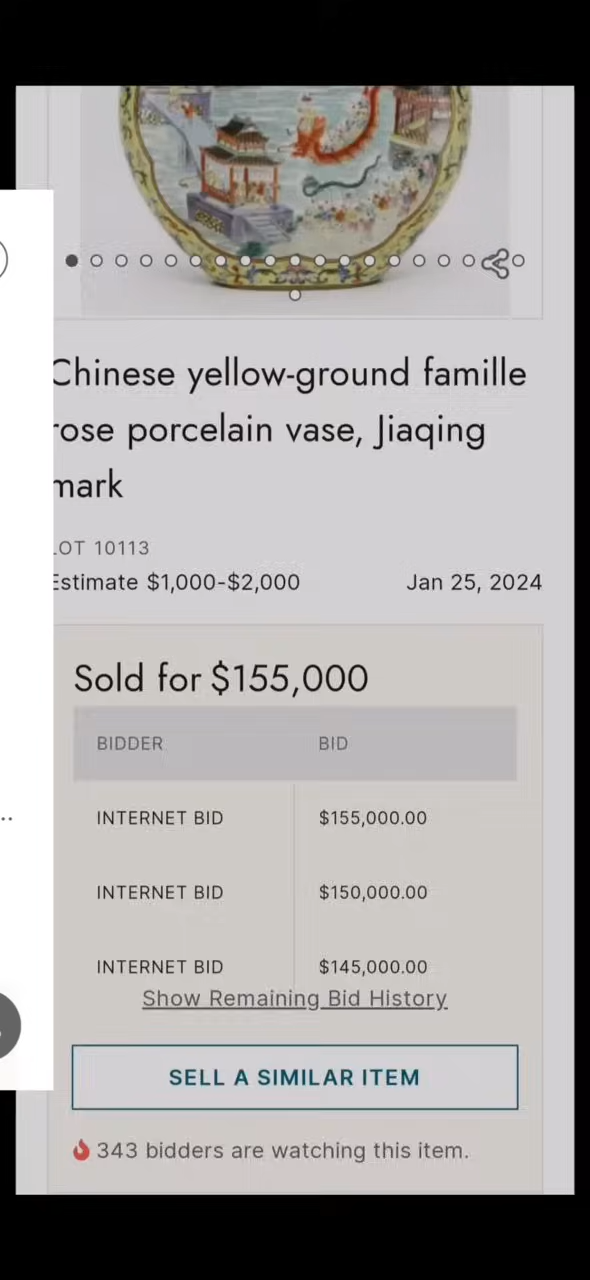 Chinese yellow-ground famille
rose porcelain vase, Jiaqing
mark
LOT 10113
Estimate $1,000-$2,000
Jan 25, 2024
Sold for $155,000
BIDDER
BID
INTERNET BID
$155,000.00
INTERNET BID
$150,000.00
INTERNET BID
$145,000.00
Show Remaining Bid History
SELL A SIMILAR ITEM
343 bidders are watching this item.